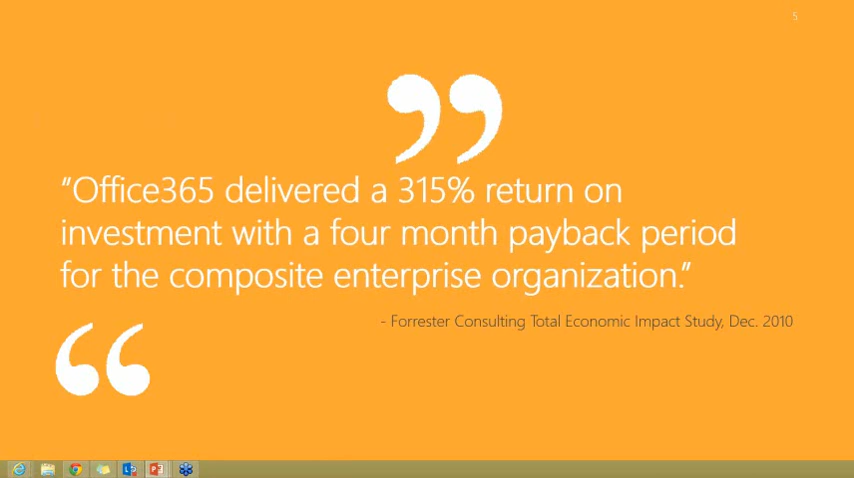 5
”
“Office365 delivered a 315% return on
investment with a four month payback period
for the composite enterprise organization.”
- Forrester Consulting Total Economic Impact Study, Dec. 2010
“